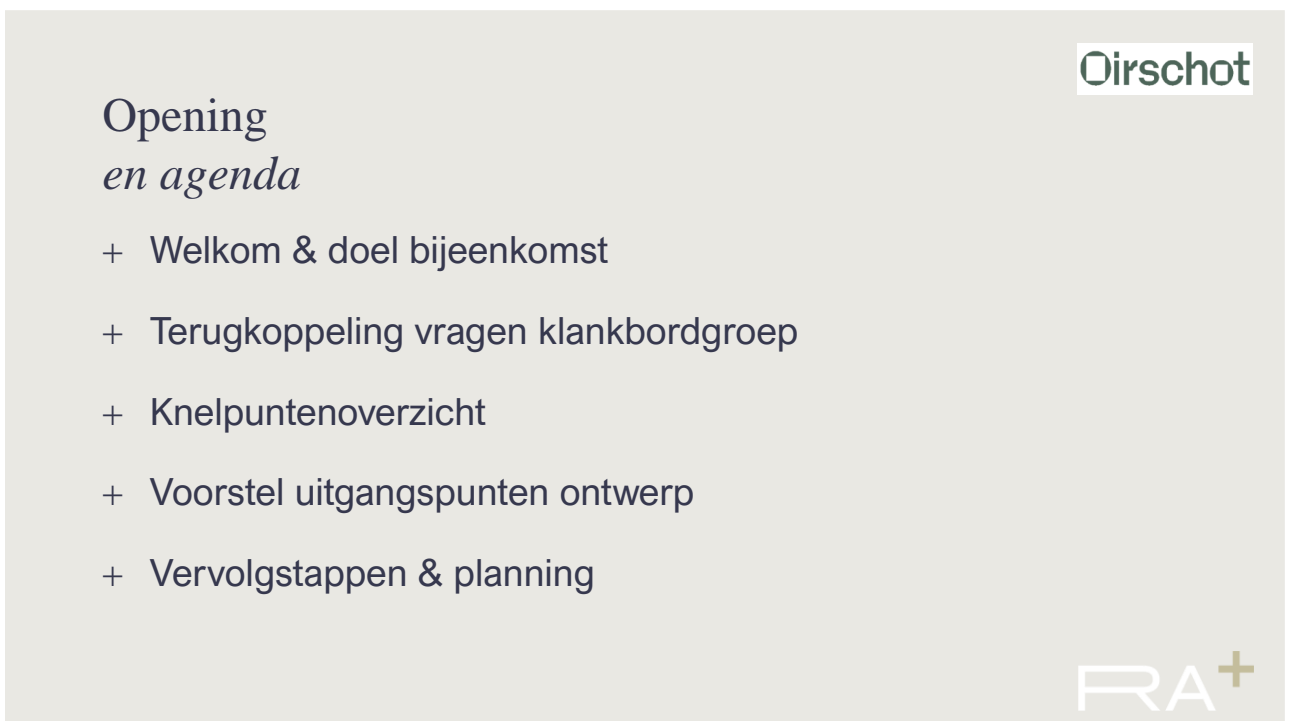 Oirschot
Opening
en agenda
+ Welkom & doel bijeenkomst
+ Terugkoppeling vragen klankbordgroep
+ Knelpuntenoverzicht
+ Voorstel uitgangspunten ontwerp
+ Vervolgstappen & planning
RA+